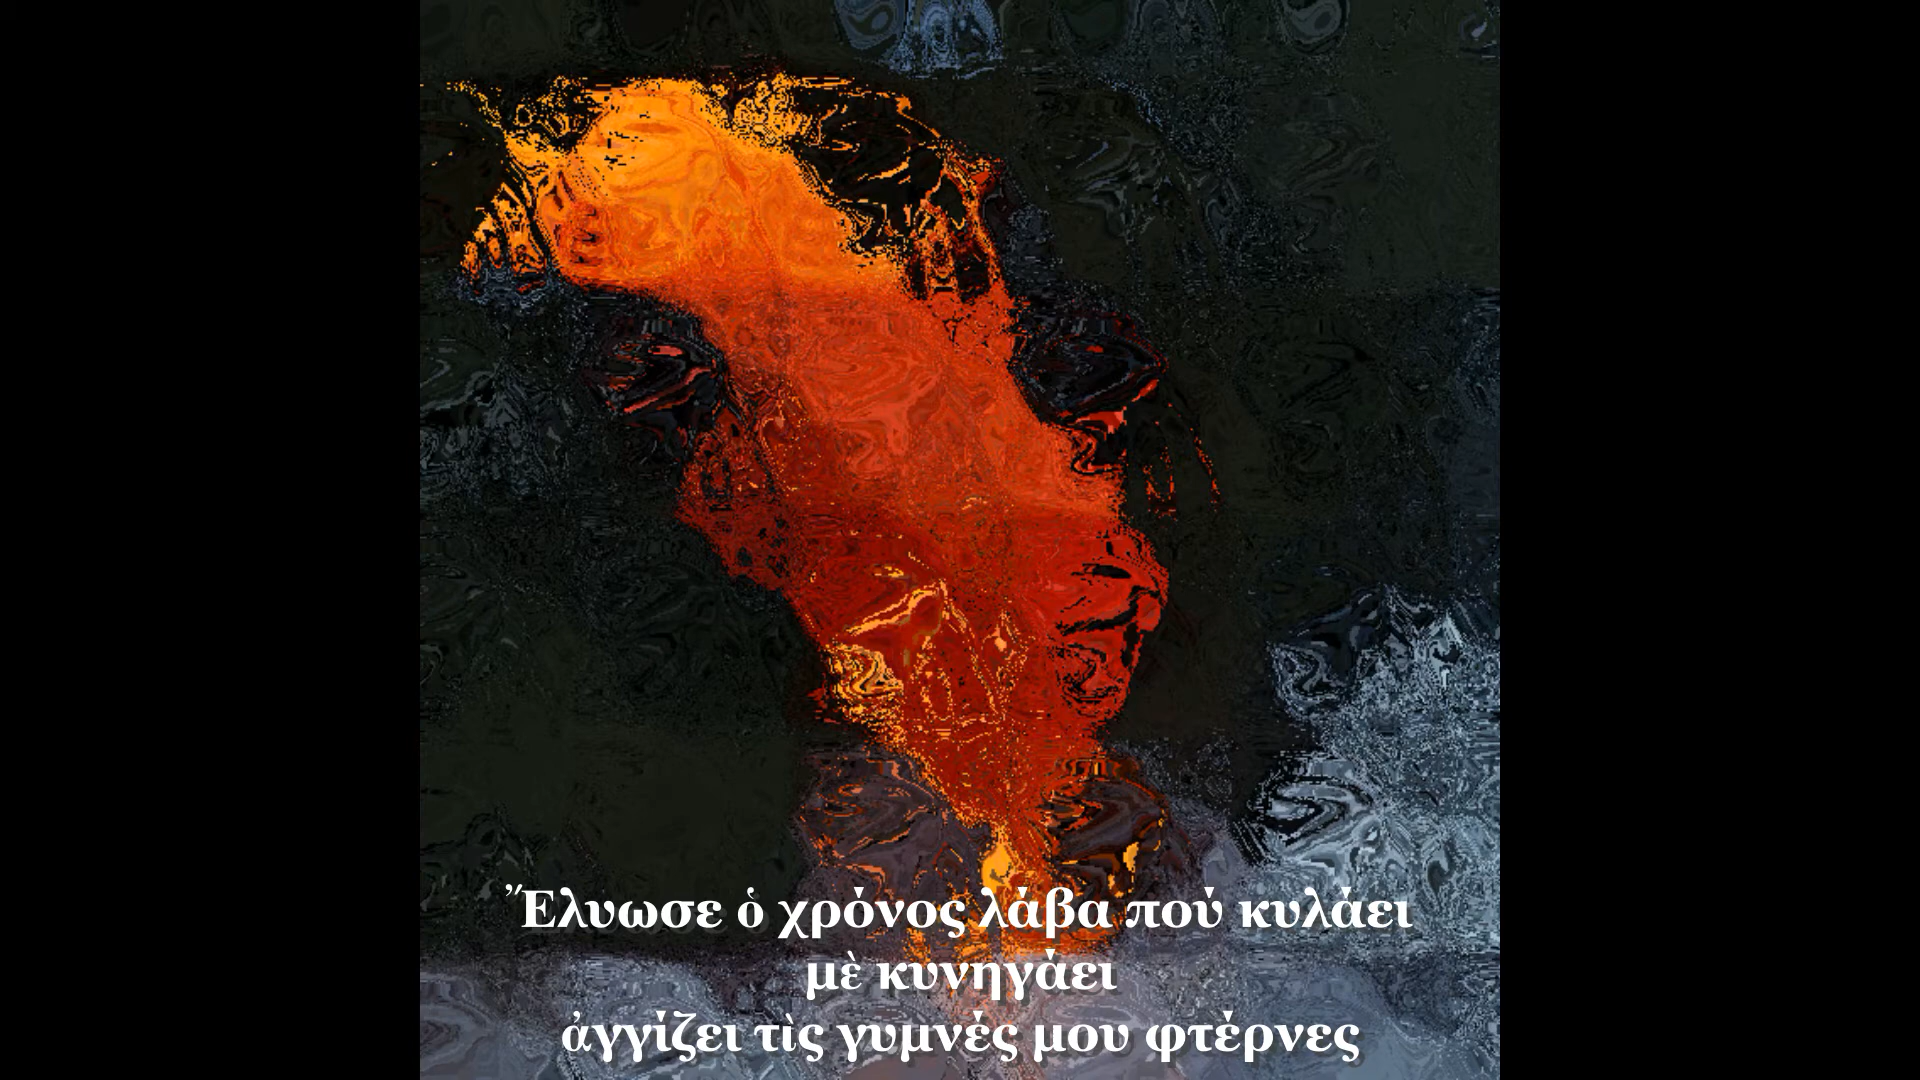 Ἔλυωσε ὁ χρόνος λάβα πού κυλάει
μὲ κυνηγάει
ἀγγίζει τὶς γυμνές μου φτέρνες